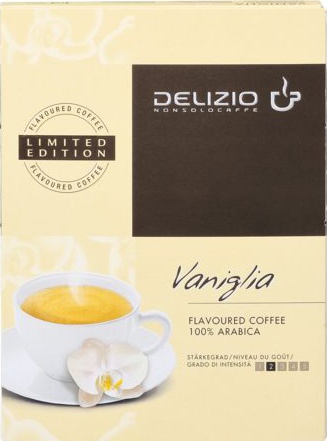 FLAVOURED COFFEE
LIMITED
EDITION
FLAVOURED COFFEE
DELIZIO
NONSOLOCAFFE
Vaniglia
FLAVOURED COFFEE
100% ARABICA
STÄRKEGRAD/NIVEAU DU GOÛT/
GRADO DI INTENSITÀ 1 2 3 4 5